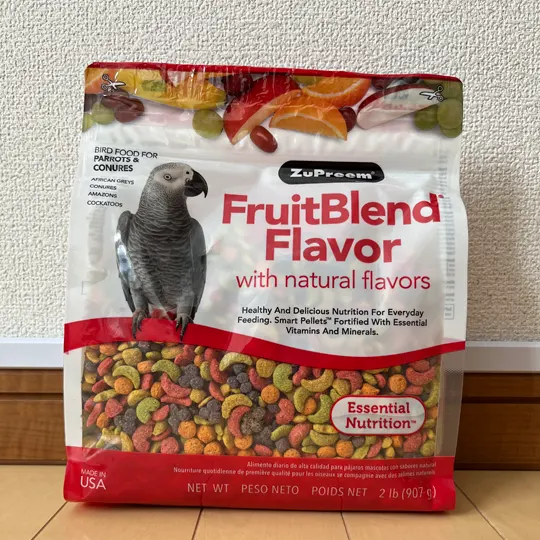 BIRD FOOD FOR
PARROTS &
CONURES
AFRICAN GREYS
CONURES
AMAZONS
COCKATOOS
ZuPreem®
FruitBlend®
Flavor
with natural flavors
Healthy And Delicious Nutrition For Everyday
Feeding. Smart Pellets™ Fortified With Essential
Vitamins And Minerals.
Essential
Nutrition™
MADE IN
USA
Alimento diario de alta calidad para pájaros mascotas con sabores natural
Nourriture quotidienne de première qualité pour les oiseaux se compagnie avec des arômes naturels
NET WT PESO NETO POIDS NET 2 lb (907 g)